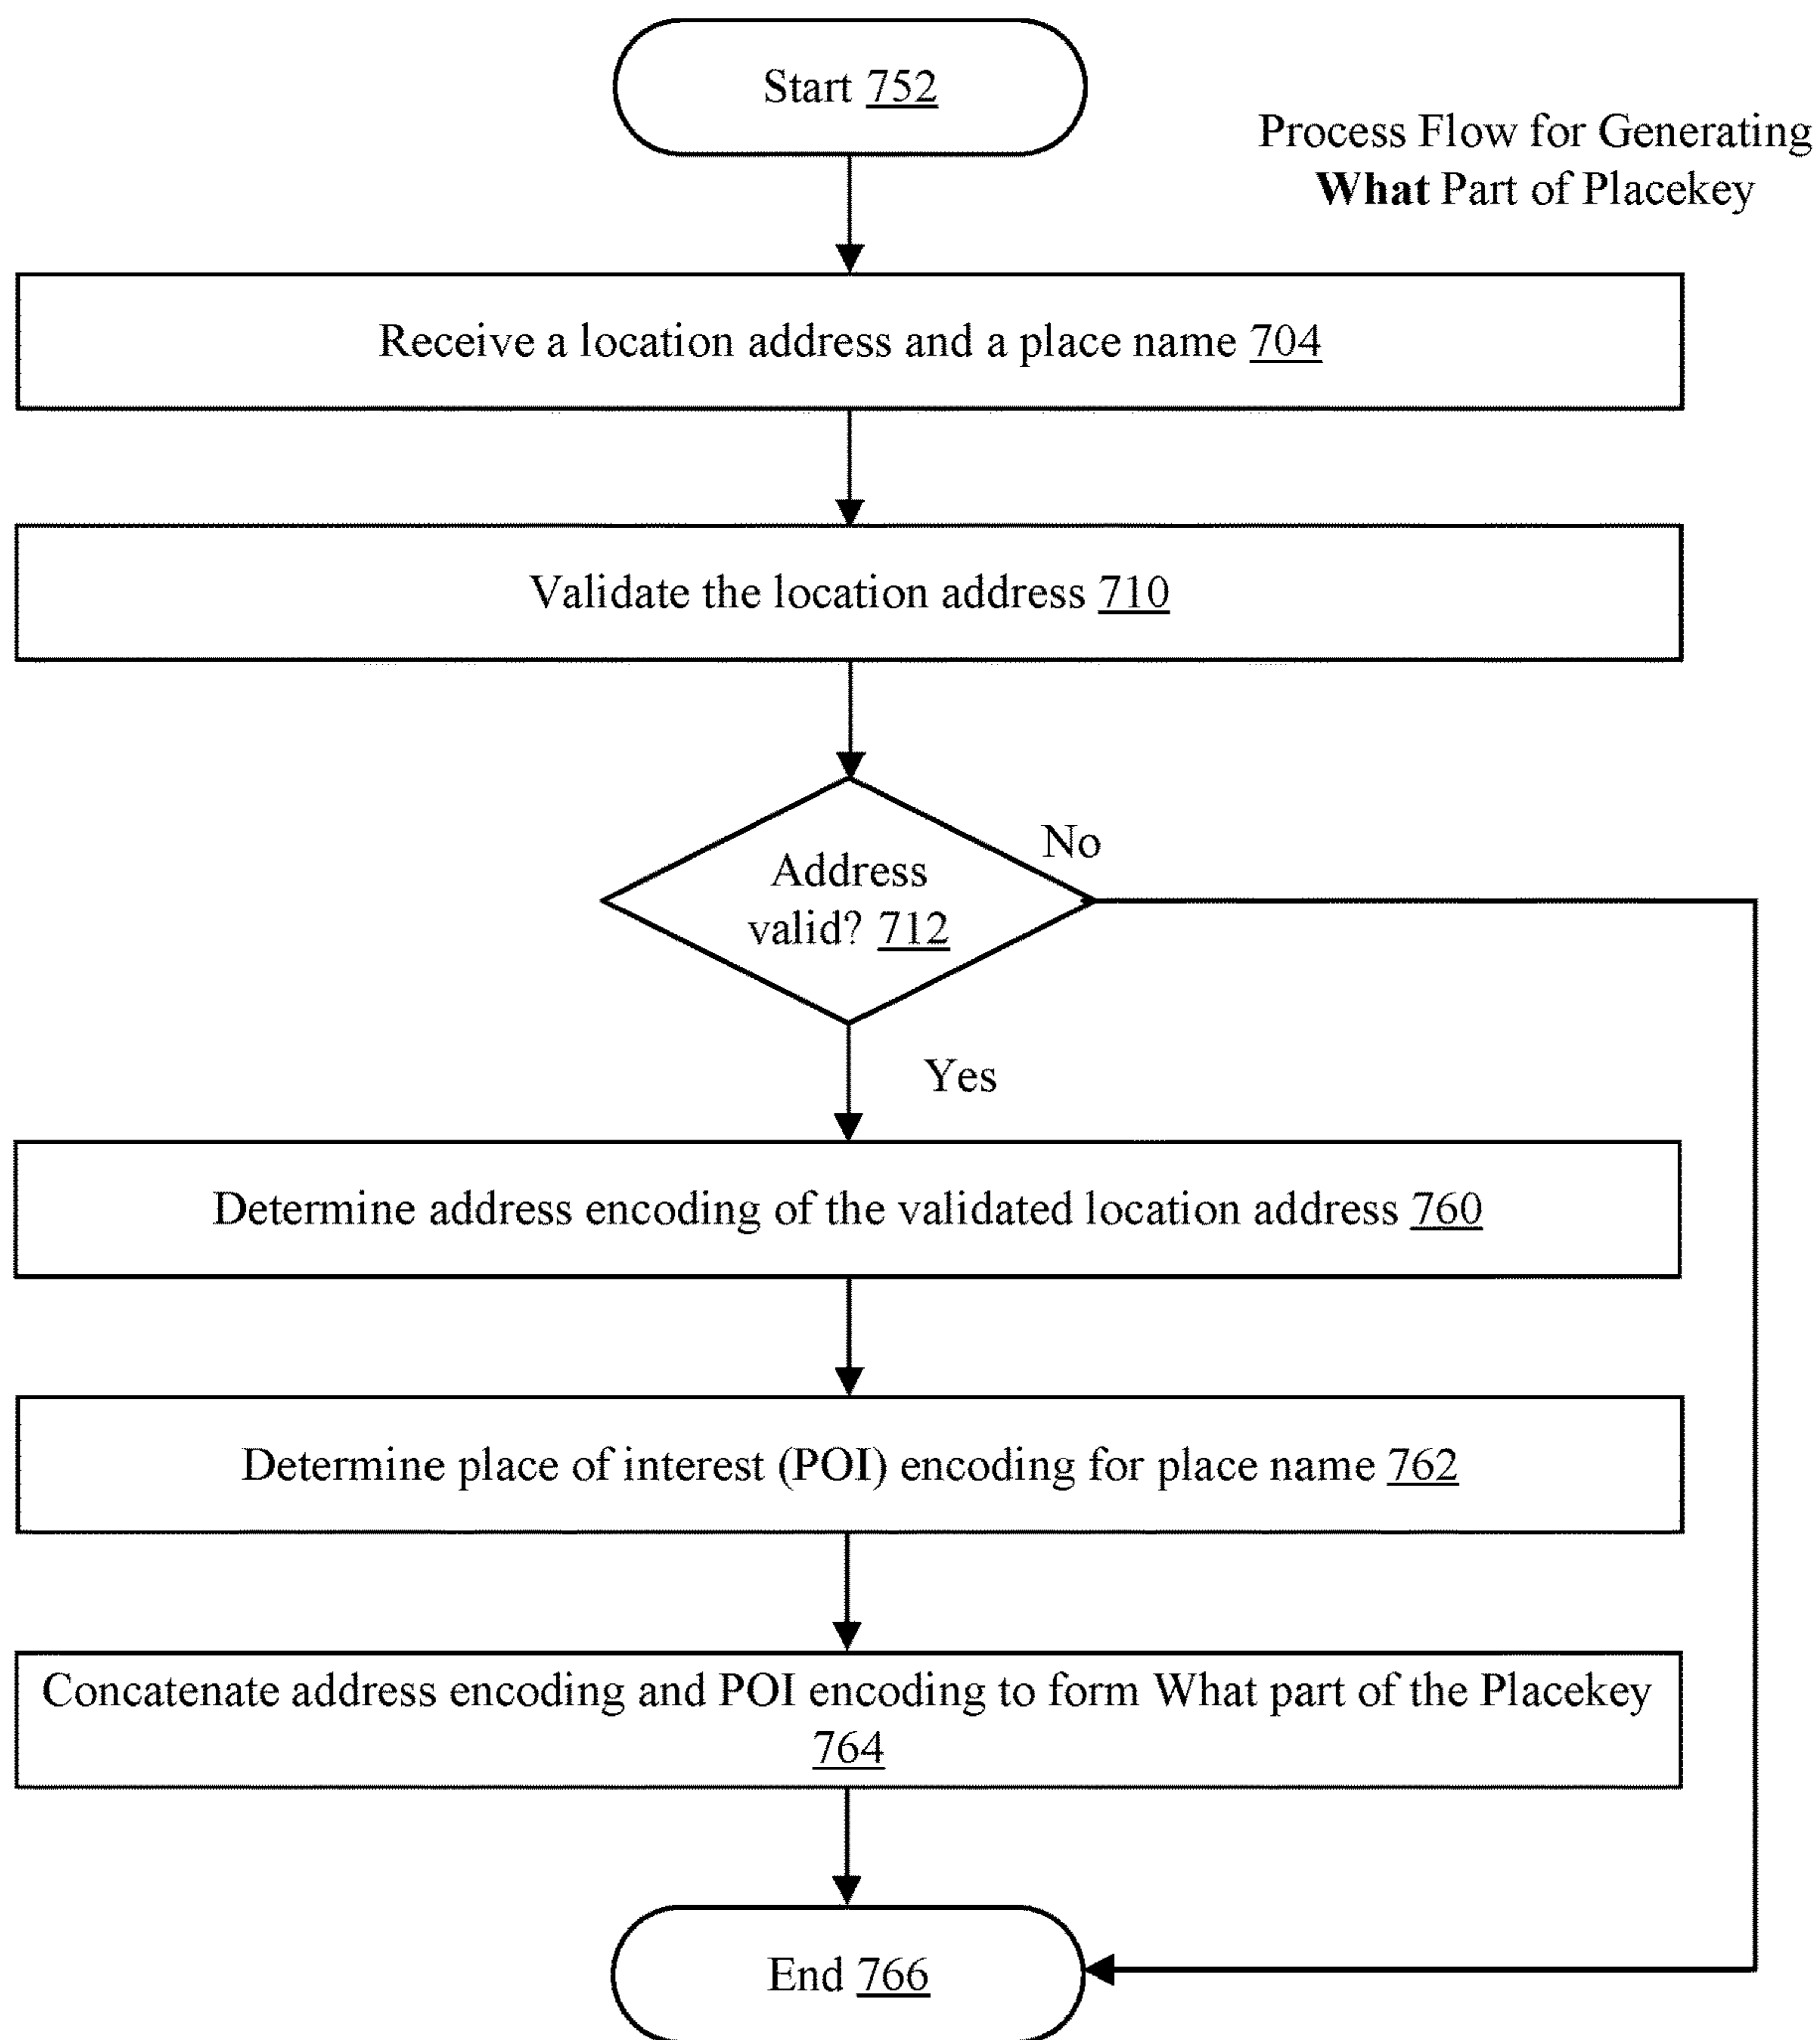 Start 752
Process Flow for Generating
What Part of Placekey
Receive a location address and a place name 704
Validate the location address 710
Address
valid? 712
No
Yes
Determine address encoding of the validated location address 760
Determine place of interest (POI) encoding for place name 762
Concatenate address encoding and POI encoding to form What part of the Placekey
764
End 766